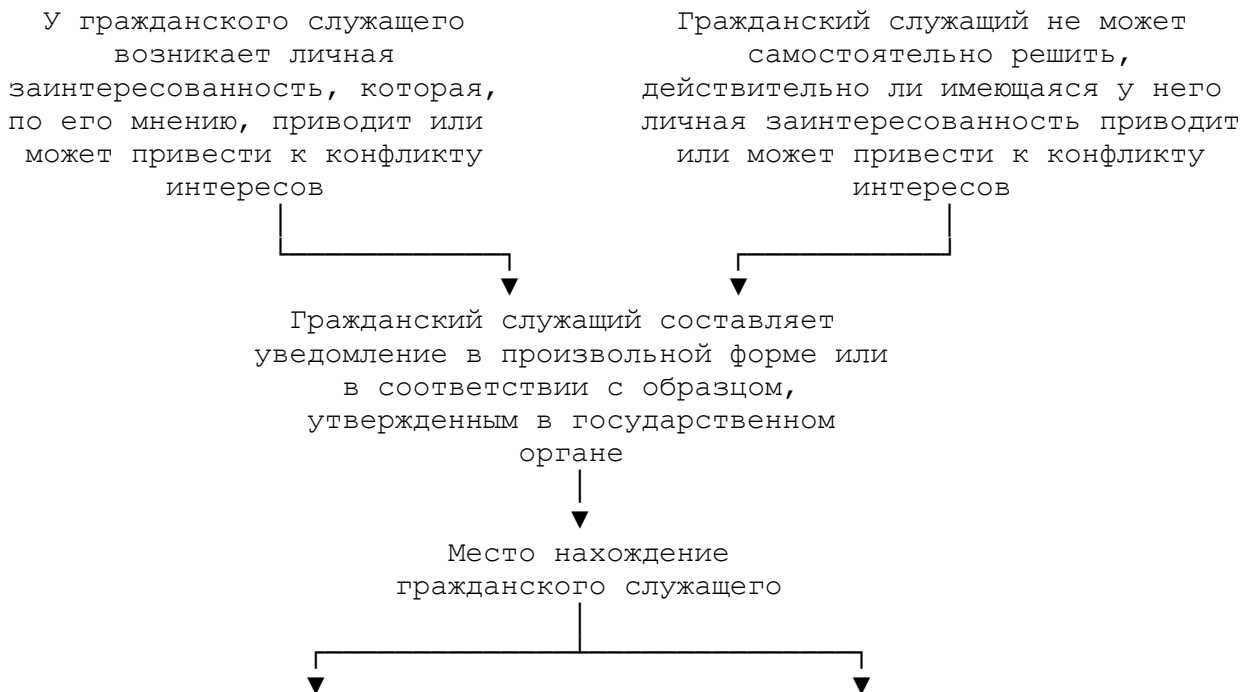 У гражданского служащего
возникает личная
заинтересованность, которая,
по его мнению, приводит или
может привести к конфликту
интересов
Гражданский служащий не может
самостоятельно решить,
действительно ли имеющаяся у него
личная заинтересованность приводит
или может привести к конфликту
интересов
Гражданский служащий составляет
уведомление в произвольной форме или
в соответствии с образцом,
утвержденным в государственном
органе
Место нахождение
гражданского служащего